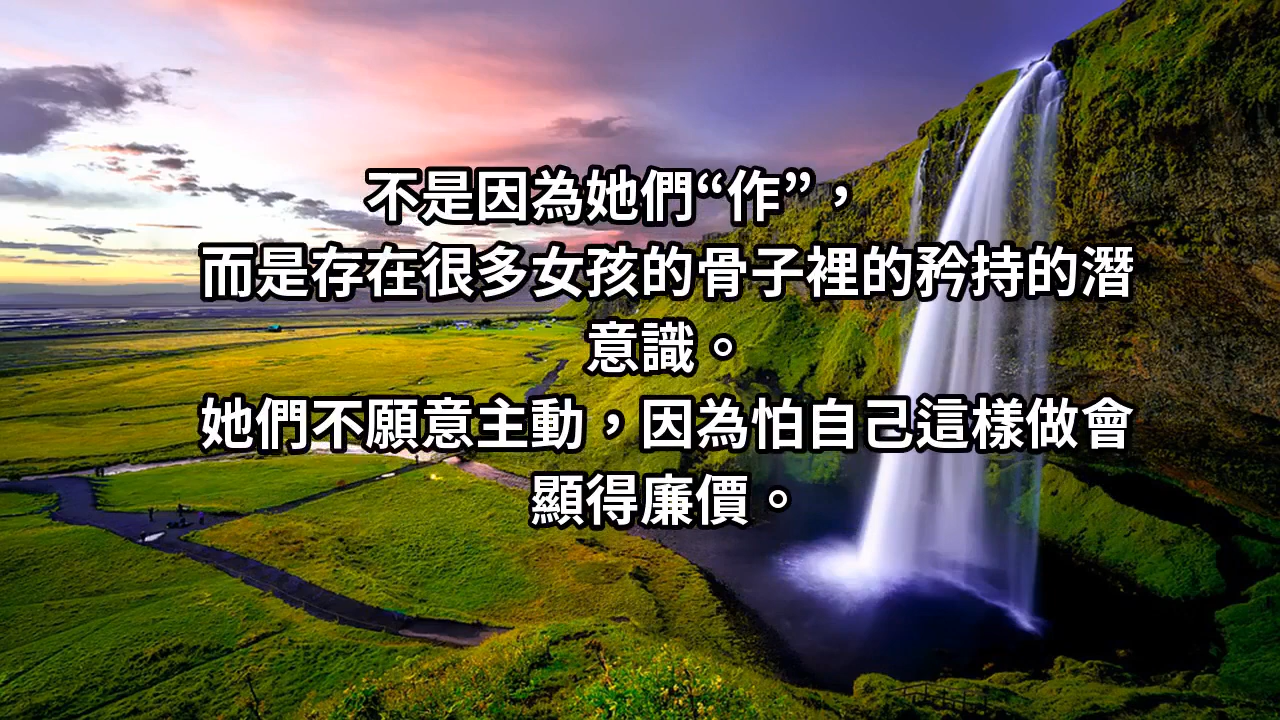 不是因為她們“作”，
而是存在很多女孩的骨子裡的矜持的潛
意識。
她們不願意主動，因為怕自己這樣做會
顯得廉價。